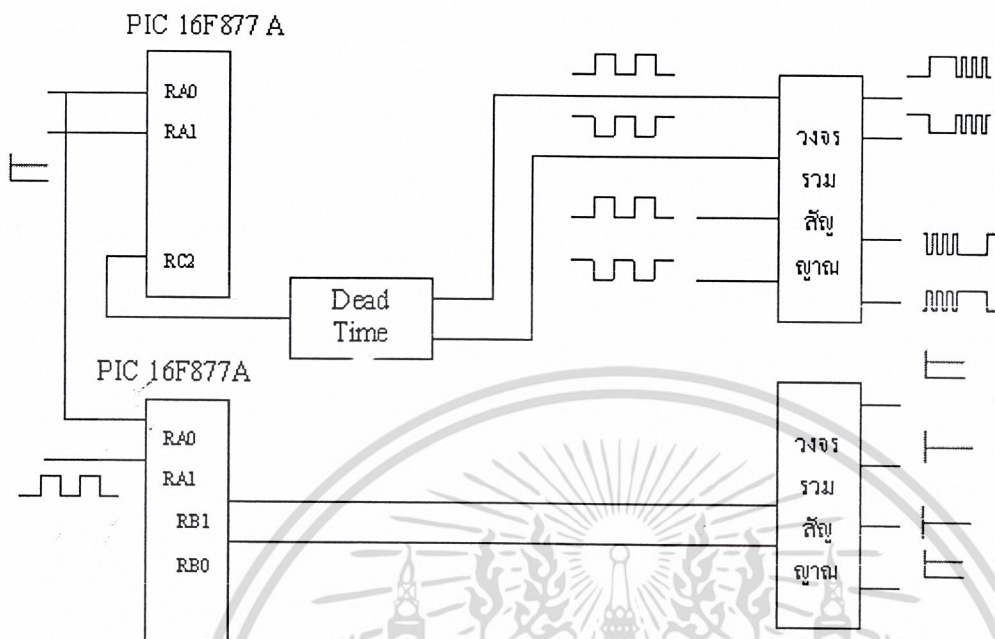 PIC 16F877 A
RA0
RA1
RC2
Dead
Time
วงจร
รวม
สัญ
ญาณ
PIC 16F877A
RA0
RA1
RB1
RB0
วงจร
รวม
สัญ
ญาณ